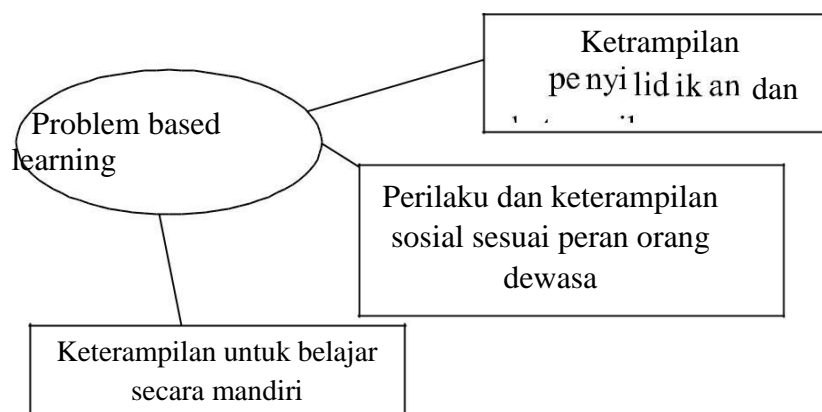 Ketrampilan
penyilidikan dan
Problem based
learning
Perilaku dan keterampilan
sosial sesuai peran orang
dewasa
Keterampilan untuk belajar
secara mandiri